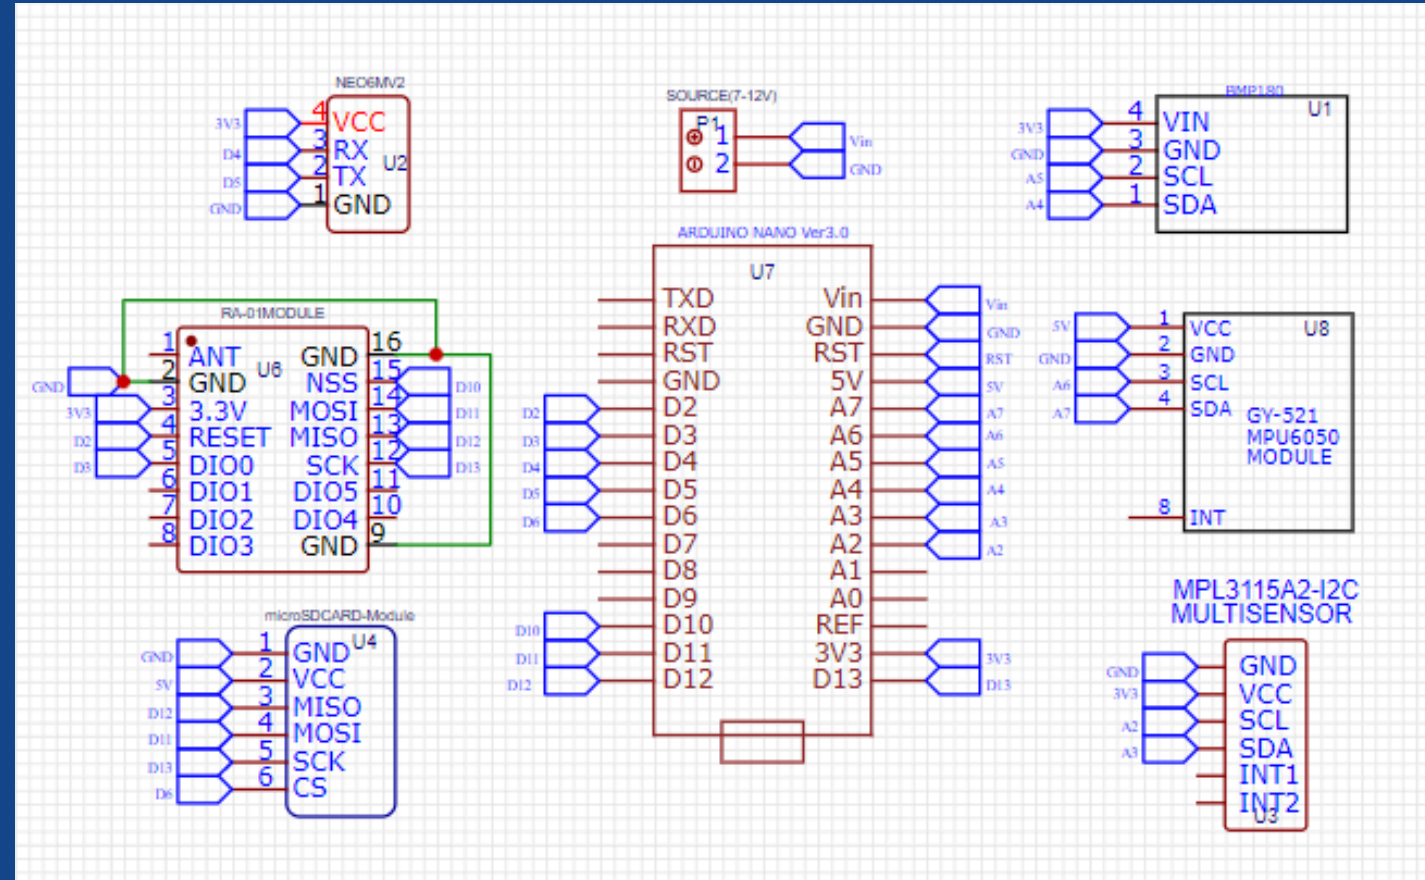 NEO6MV2
3V3 4 VCC
D4 3 RX
D5 2 TX
GND 1 GND
U2
SOURCE(7-12V)
P1
1 Vin
2 GND
BMP180
U1
3V3 4 VIN
GND 3 GND
A5 2 SCL
A4 1 SDA
RA-01MODULE
U6
1 ANT GND 16
GND 2 GND NSS 15 D10
3V3 3 3.3V MOSI 14 D11
D2 4 RESET MISO 13 D12
D3 5 DIO0 SCK 12 D13
6 DIO1 DIO5 11
7 DIO2 DIO4 10
8 DIO3 GND 9
ARDUINO NANO Ver3.0
U7
TXD Vin Vin
RXD GND GND
RST RST RST
GND 5V 5V
D2 D2 A7 A7
D3 D3 A6 A6
D4 D4 A5 A5
D5 D5 A4 A4
D6 D6 A3 A3
D7 A2 A2
D8 A1
D9 A0
D10 D10 REF
D11 D11 3V3 3V3
D12 D12 D13 D13
U8
5V 1 VCC
GND 2 GND
A6 3 SCL
A7 4 SDA
GY-521
MPU6050
MODULE
8 INT
microSDCARD-Module
U4
GND 1 GND
5V 2 VCC
D12 3 MISO
D11 4 MOSI
D13 5 SCK
D6 6 CS
MPL3115A2-I2C
MULTISENSOR
GND GND
3V3 VCC
A2 SCL
A3 SDA
INT1
INT2
U3